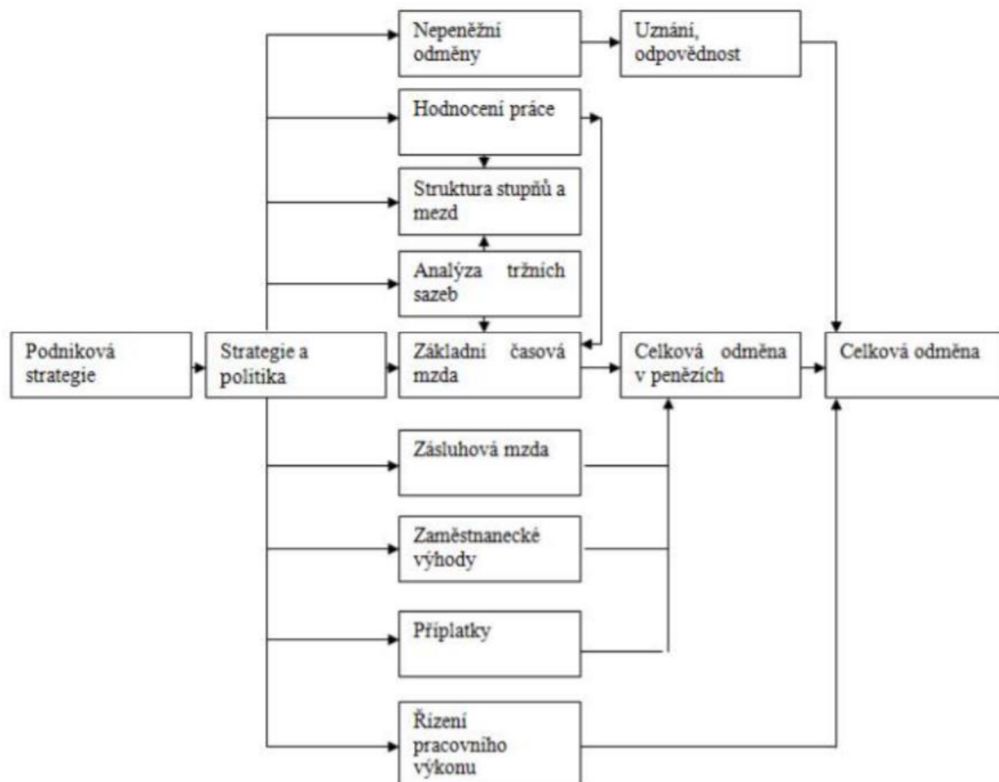 Nepeněžní
odměny
Uznání,
odpovědnost
Hodnocení práce
Struktura stupňů a
mezd
Analýza tržních
sazeb
Podniková
strategie
Strategie a
politika
Základní časová
mzda
Celková odměna
v penězích
Celková odměna
Zásluhová mzda
Zaměstnanecké
výhody
Příplatky
Řízení
pracovního
výkonu